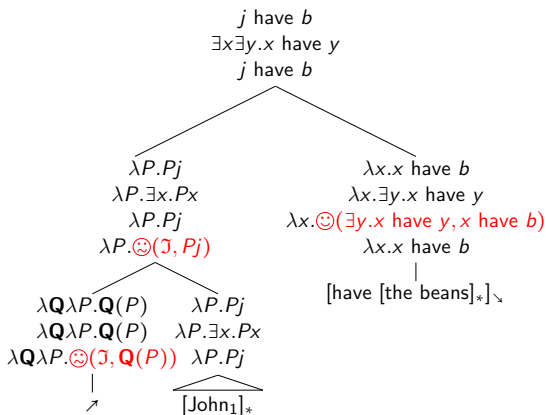 j have b
∃x∃y.x have y
j have b
λP.Pj
λP.∃x.Px
λP.Pj
λP.☹(ℑ, Pj)
λx.x have b
λx.∃y.x have y
λx.☺(∃y.x have y, x have b)
λx.x have b
[have [the beans]*]↘
λQλP.Q(P)
λQλP.Q(P)
λQλP.☹(ℑ, Q(P))
↗
λP.Pj
λP.∃x.Px
λP.Pj
[John₁]*